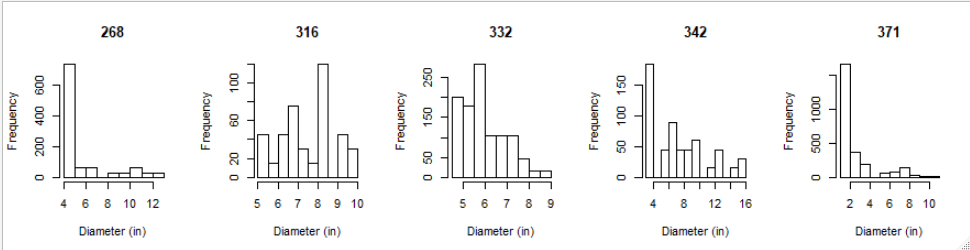 268
Frequency
0 200 400 600
4 6 8 10 12
Diameter (in)
316
Frequency
20 60 100
5 6 7 8 9 10
Diameter (in)
332
Frequency
0 50 150 250
5 6 7 8 9
Diameter (in)
342
Frequency
0 50 100 150
4 8 12 16
Diameter (in)
371
Frequency
0 500 1000
2 4 6 8 10
Diameter (in)